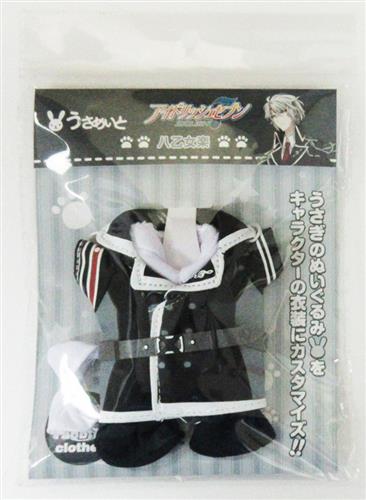 うさめいと
アイドリッシュセブン
八乙女楽
うさぎのぬいぐるみを
キャラクターの衣装にカスタマイズ!!
clothe